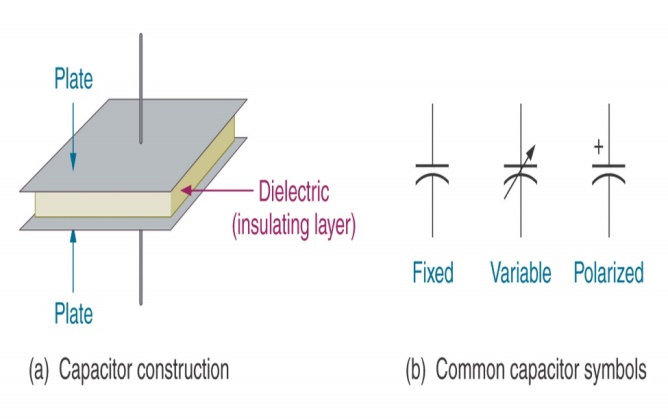 Plate
Dielectric
(insulating layer)
Plate
(a) Capacitor construction
+
Fixed
Variable
Polarized
(b) Common capacitor symbols